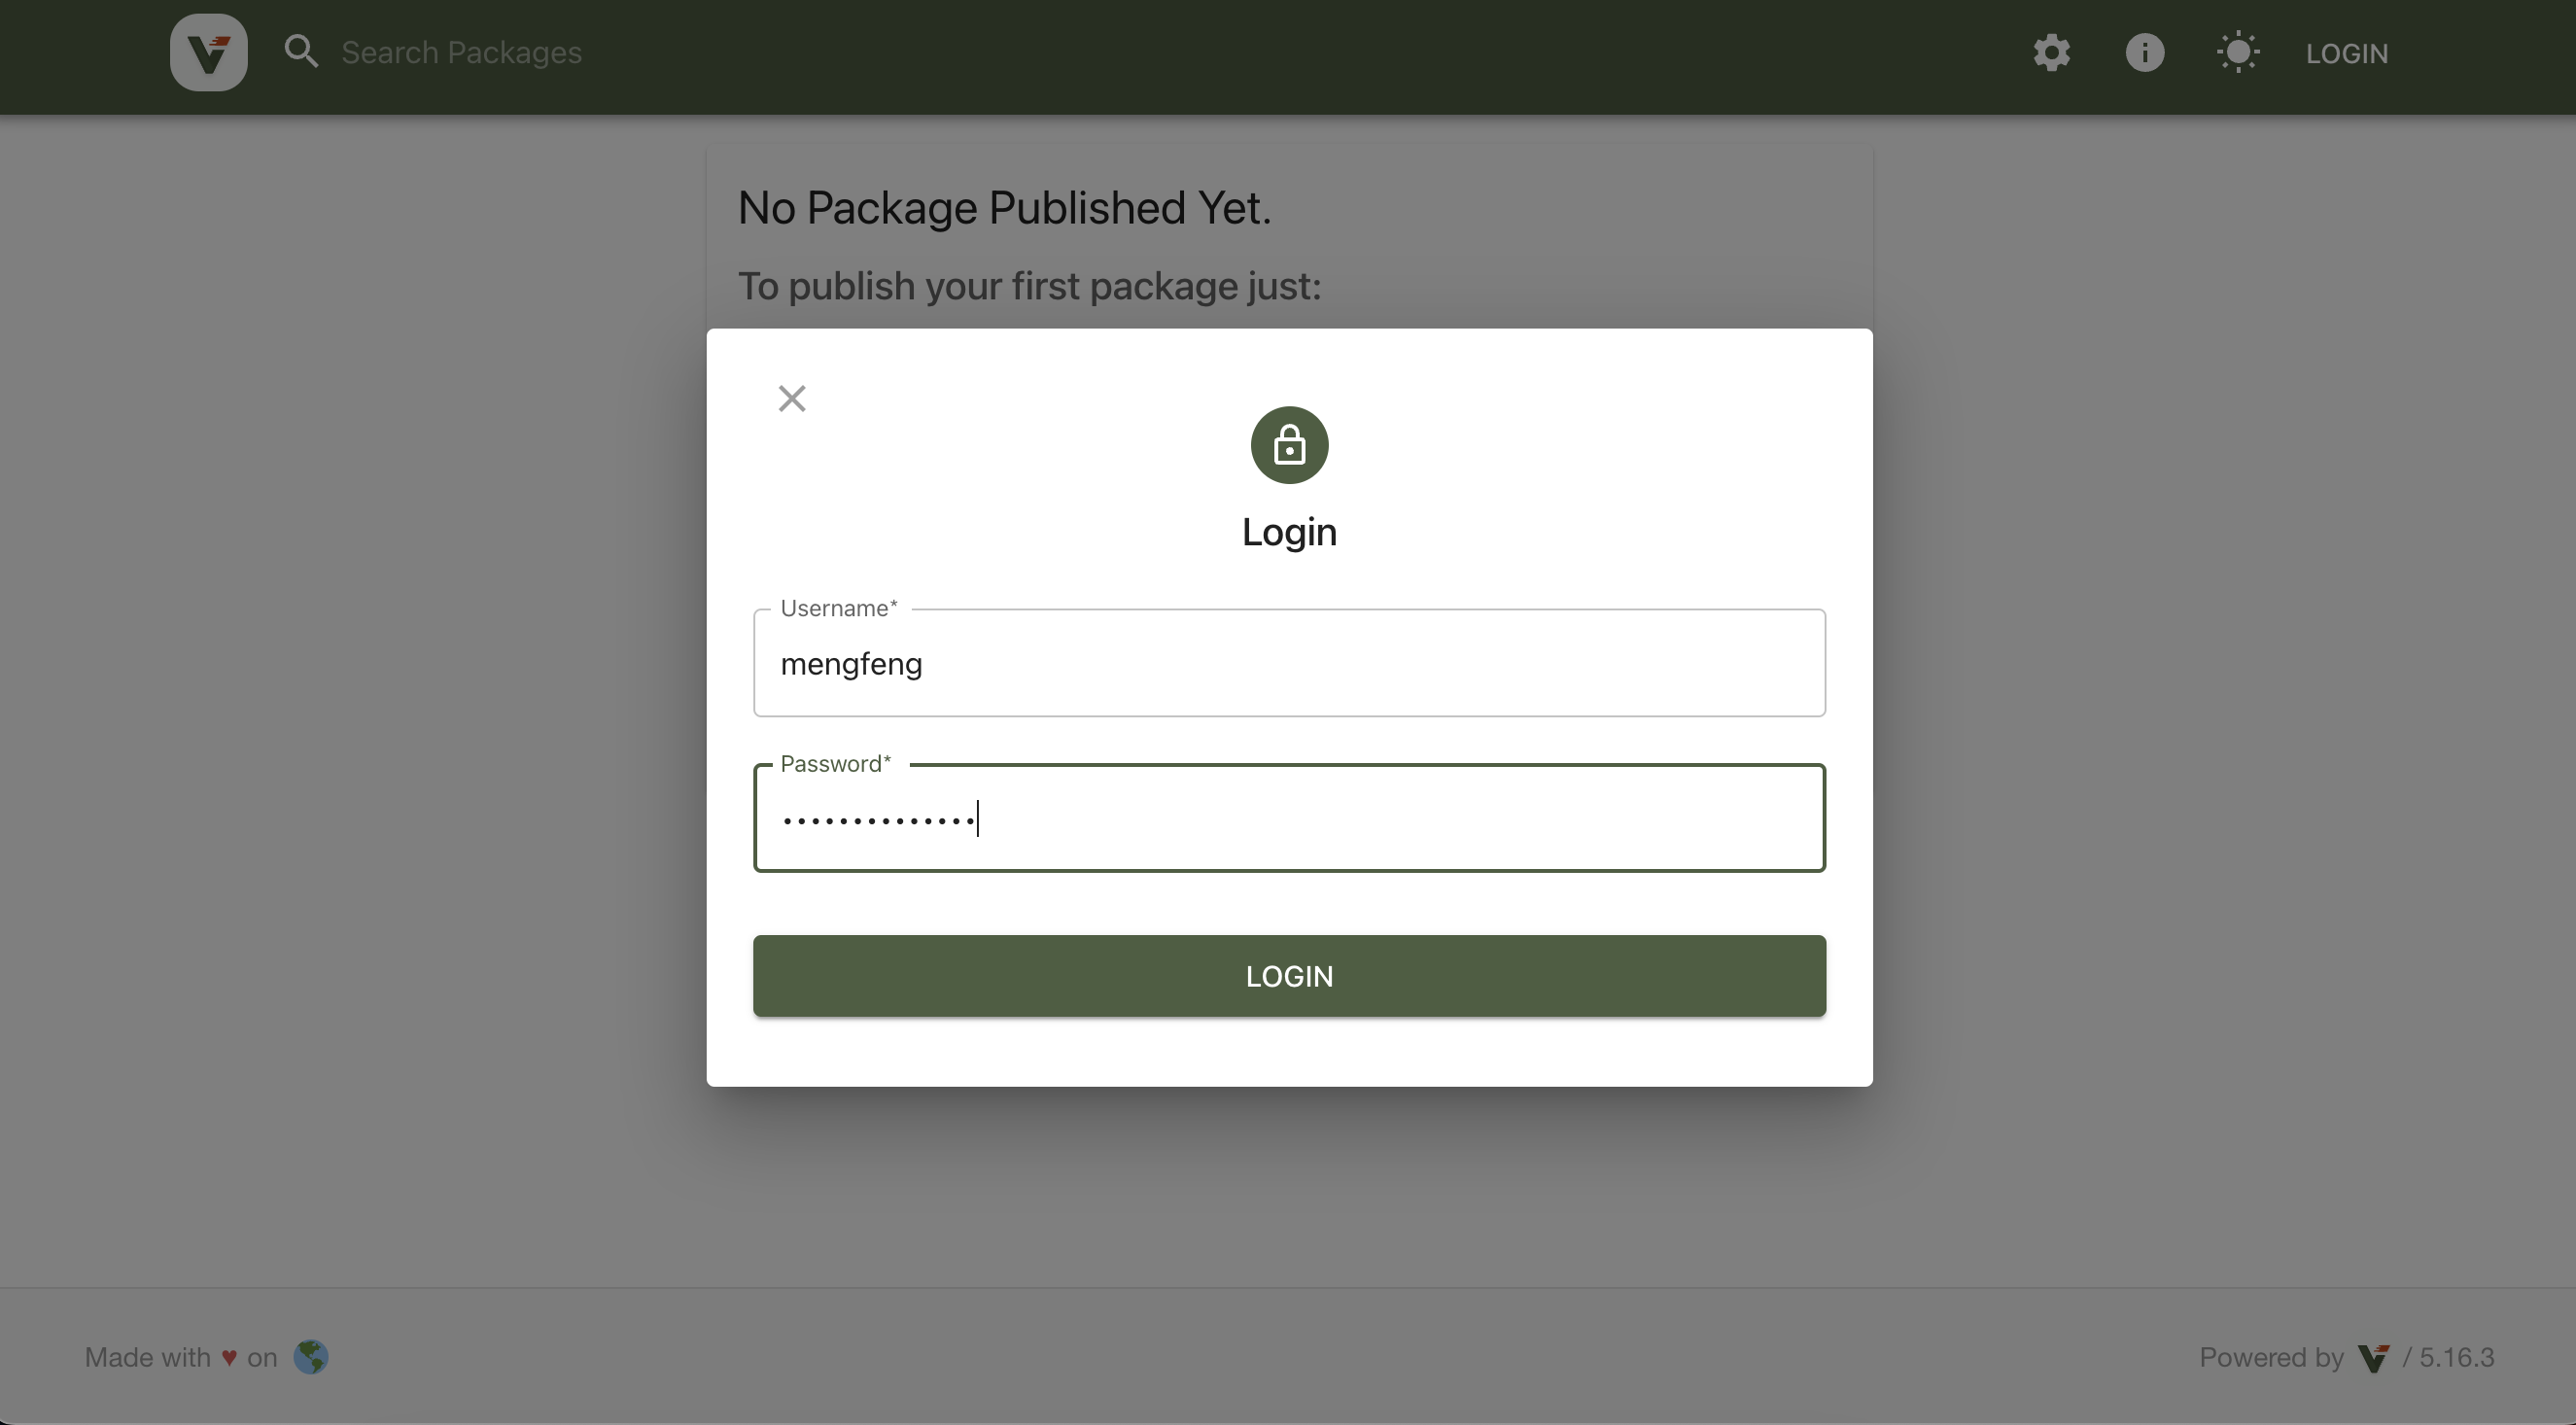 Search Packages
LOGIN
No Package Published Yet.
To publish your first package just:
Login
Username*
mengfeng
Password*
••••••••••••••
LOGIN
Made with ♥ on 🌎
Powered by V / 5.16.3